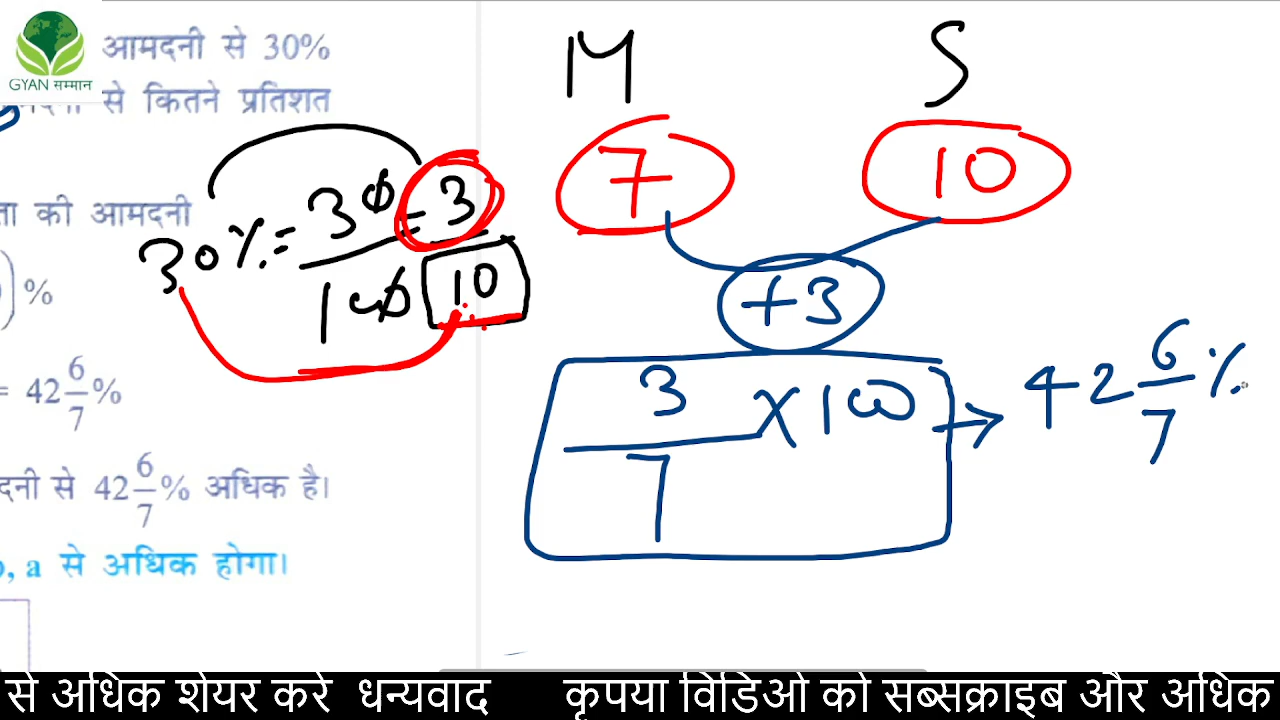 GYAN सम्मान
आमदनी से 30%
से कितने प्रतिशत
की आमदनी
%
= 42 6/7 %
से 42 6/7 % अधिक है।
, a से अधिक होगा।
30% = 30/100 = 3/10
M S
7 10
+3
3/7 × 100 → 42 6/7 %
से अधिक शेयर करे धन्यवाद कृपया विडिओ को सब्सक्राइब और अधिक